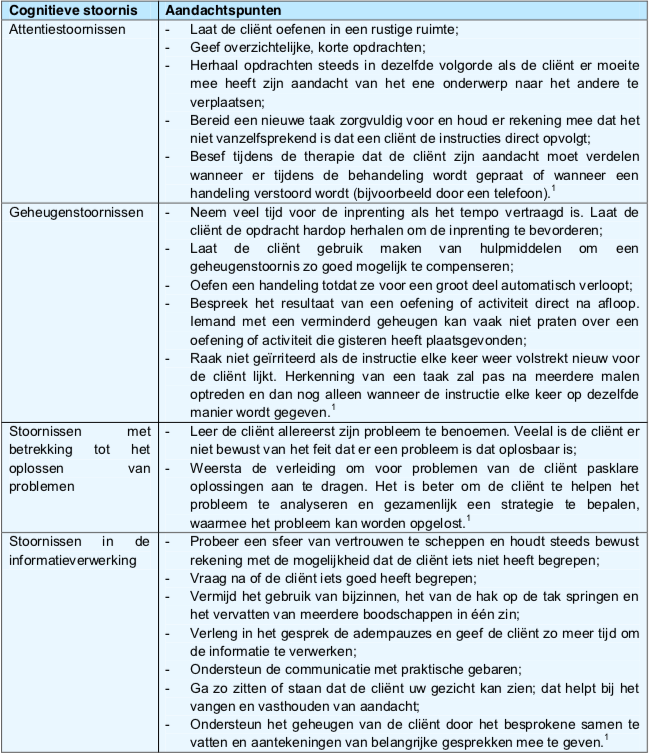 Cognitieve stoornis Aandachtspunten
Attentiestoornissen - Laat de cliënt oefenen in een rustige ruimte;
- Geef overzichtelijke, korte opdrachten;
- Herhaal opdrachten steeds in dezelfde volgorde als de cliënt er moeite
mee heeft zijn aandacht van het ene onderwerp naar het andere te
verplaatsen;
- Bereid een nieuwe taak zorgvuldig voor en houd er rekening mee dat het
niet vanzelfsprekend is dat een cliënt de instructies direct opvolgt;
- Besef tijdens de therapie dat de cliënt zijn aandacht moet verdelen
wanneer er tijdens de behandeling wordt gepraat of wanneer een
handeling verstoord wordt (bijvoorbeeld door een telefoon).1
Geheugenstoornissen - Neem veel tijd voor de inprenting als het tempo vertraagd is. Laat de
cliënt de opdracht hardop herhalen om de inprenting te bevorderen;
- Laat de cliënt gebruik maken van hulpmiddelen om een
geheugenstoornis zo goed mogelijk te compenseren;
- Oefen een handeling totdat ze voor een groot deel automatisch verloopt;
- Bespreek het resultaat van een oefening of activiteit direct na afloop.
Iemand met een verminderd geheugen kan vaak niet praten over een
oefening of activiteit die gisteren heeft plaatsgevonden;
- Raak niet geïrriteerd als de instructie elke keer weer volstrekt nieuw voor
de cliënt lijkt. Herkenning van een taak zal pas na meerdere malen
optreden en dan nog alleen wanneer de instructie elke keer op dezelfde
manier wordt gegeven.1
Stoornissen met
betrekking tot het
oplossen van
problemen
- Leer de cliënt allereerst zijn probleem te benoemen. Veelal is de cliënt er
niet bewust van het feit dat er een probleem is dat oplosbaar is;
- Weersta de verleiding om voor problemen van de cliënt pasklare
oplossingen aan te dragen. Het is beter om de cliënt te helpen het
probleem te analyseren en gezamenlijk een strategie te bepalen,
waarmee het probleem kan worden opgelost.1
Stoornissen in de
informatieverwerking
- Probeer een sfeer van vertrouwen te scheppen en houdt steeds bewust
rekening met de mogelijkheid dat de cliënt iets niet heeft begrepen;
- Vraag na of de cliënt iets goed heeft begrepen;
- Vermijd het gebruik van bijzinnen, het van de hak op de tak springen en
het vervatten van meerdere boodschappen in één zin;
- Verleng in het gesprek de adempauzes en geef de cliënt zo meer tijd om
de informatie te verwerken;
- Ondersteun de communicatie met praktische gebaren;
- Ga zo zitten of staan dat de cliënt uw gezicht kan zien; dat helpt bij het
vangen en vasthouden van aandacht;
- Ondersteun het geheugen van de cliënt door het besprokene samen te
vatten en aantekeningen van belangrijke gesprekken mee te geven.1